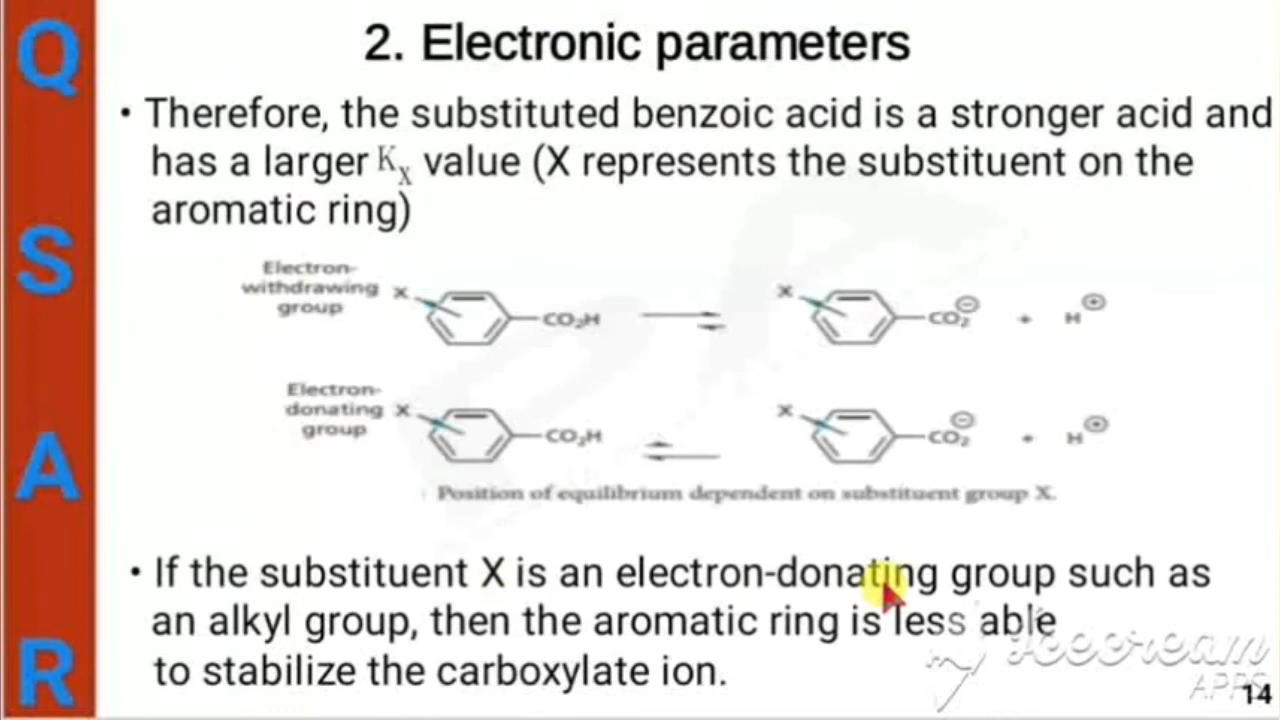 Q
S
A
R
2. Electronic parameters
• Therefore, the substituted benzoic acid is a stronger acid and
has a larger Kₓ value (X represents the substituent on the
aromatic ring)
Electron-
withdrawing X
group
CO₂H
X
CO₂⊖ + H⊕
Electron-
donating X
group
CO₂H
X
CO₂⊖ + H⊕
Position of equilibrium dependent on substituent group X.
• If the substituent X is an electron-donating group such as
an alkyl group, then the aromatic ring is less able
to stabilize the carboxylate ion.
my Icecream
APPS
14